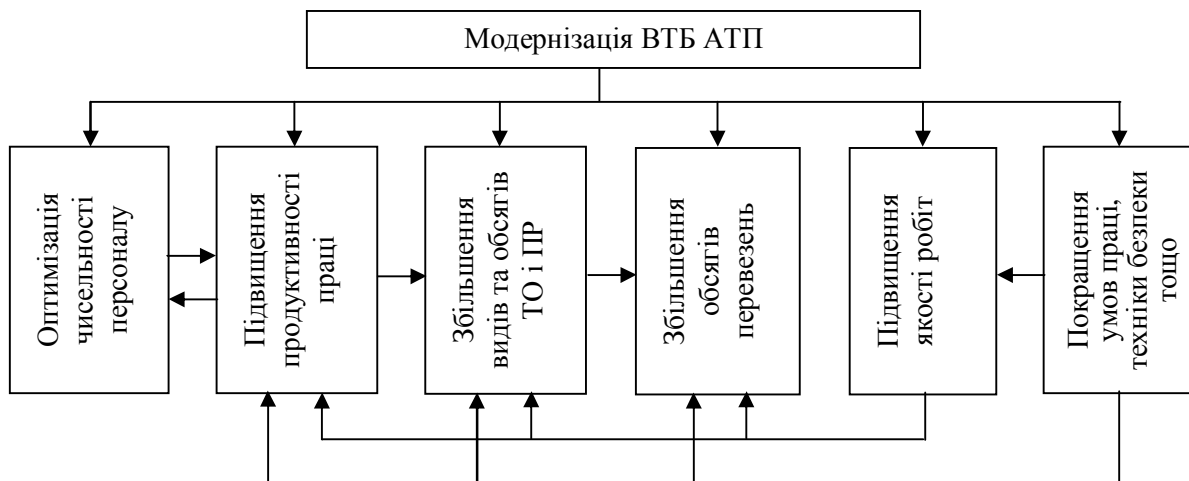 Модернізація ВТБ АТП
Оптимізація
чисельності
персоналу
Підвищення
продуктивності
праці
Збільшення
видів та обсягів
ТО і ПР
Збільшення
обсягів
перевезень
Підвищення
якості робіт
Покращення
умов праці,
техніки безпеки
тощо